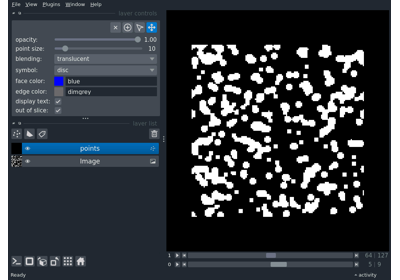 File View Plugins Window Help
layer controls
opacity: 1.00
point size: 10
blending: translucent
symbol: disc
face color: blue
edge color: dimgrey
display text:
out of slice:
layer list
points
Image
1 64 127
0 5 9
Ready activity